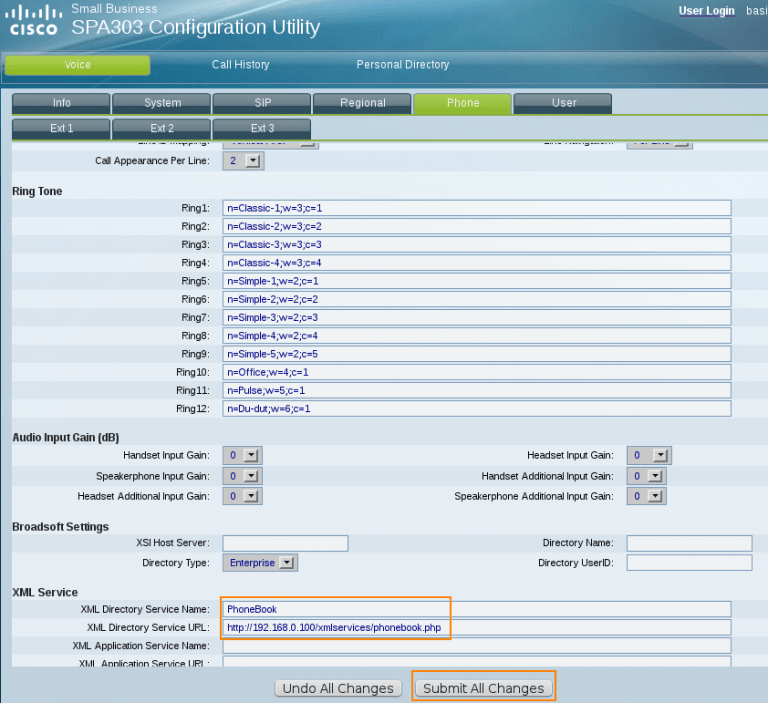 Small Business
cisco SPA303 Configuration Utility
User Login basi
Voice Call History Personal Directory
Info System SIP Regional Phone User
Ext 1 Ext 2 Ext 3
Call Appearance Per Line: 2
Ring Tone
Ring1: n=Classic-1;w=3;c=1
Ring2: n=Classic-2;w=3;c=2
Ring3: n=Classic-3;w=3;c=3
Ring4: n=Classic-4;w=3;c=4
Ring5: n=Simple-1;w=2;c=1
Ring6: n=Simple-2;w=2;c=2
Ring7: n=Simple-3;w=2;c=3
Ring8: n=Simple-4;w=2;c=4
Ring9: n=Simple-5;w=2;c=5
Ring10: n=Office;w=4;c=1
Ring11: n=Pulse;w=5;c=1
Ring12: n=Du-dut;w=6;c=1
Audio Input Gain (dB)
Handset Input Gain: 0 Headset Input Gain: 0
Speakerphone Input Gain: 0 Handset Additional Input Gain: 0
Headset Additional Input Gain: 0 Speakerphone Additional Input Gain: 0
Broadsoft Settings
XSI Host Server: Directory Name:
Directory Type: Enterprise Directory UserID:
XML Service
XML Directory Service Name: PhoneBook
XML Directory Service URL: http://192.168.0.100/xmlservices/phonebook.php
XML Application Service Name:
XML Application Service URL:
Undo All Changes Submit All Changes